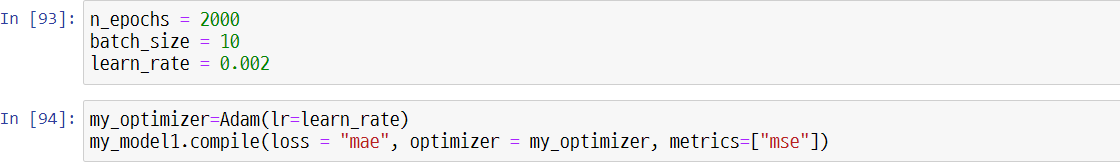 In [93]: n_epochs = 2000
batch_size = 10
learn_rate = 0.002
In [94]: my_optimizer=Adam(lr=learn_rate)
my_model1.compile(loss = "mae", optimizer = my_optimizer, metrics=["mse"])